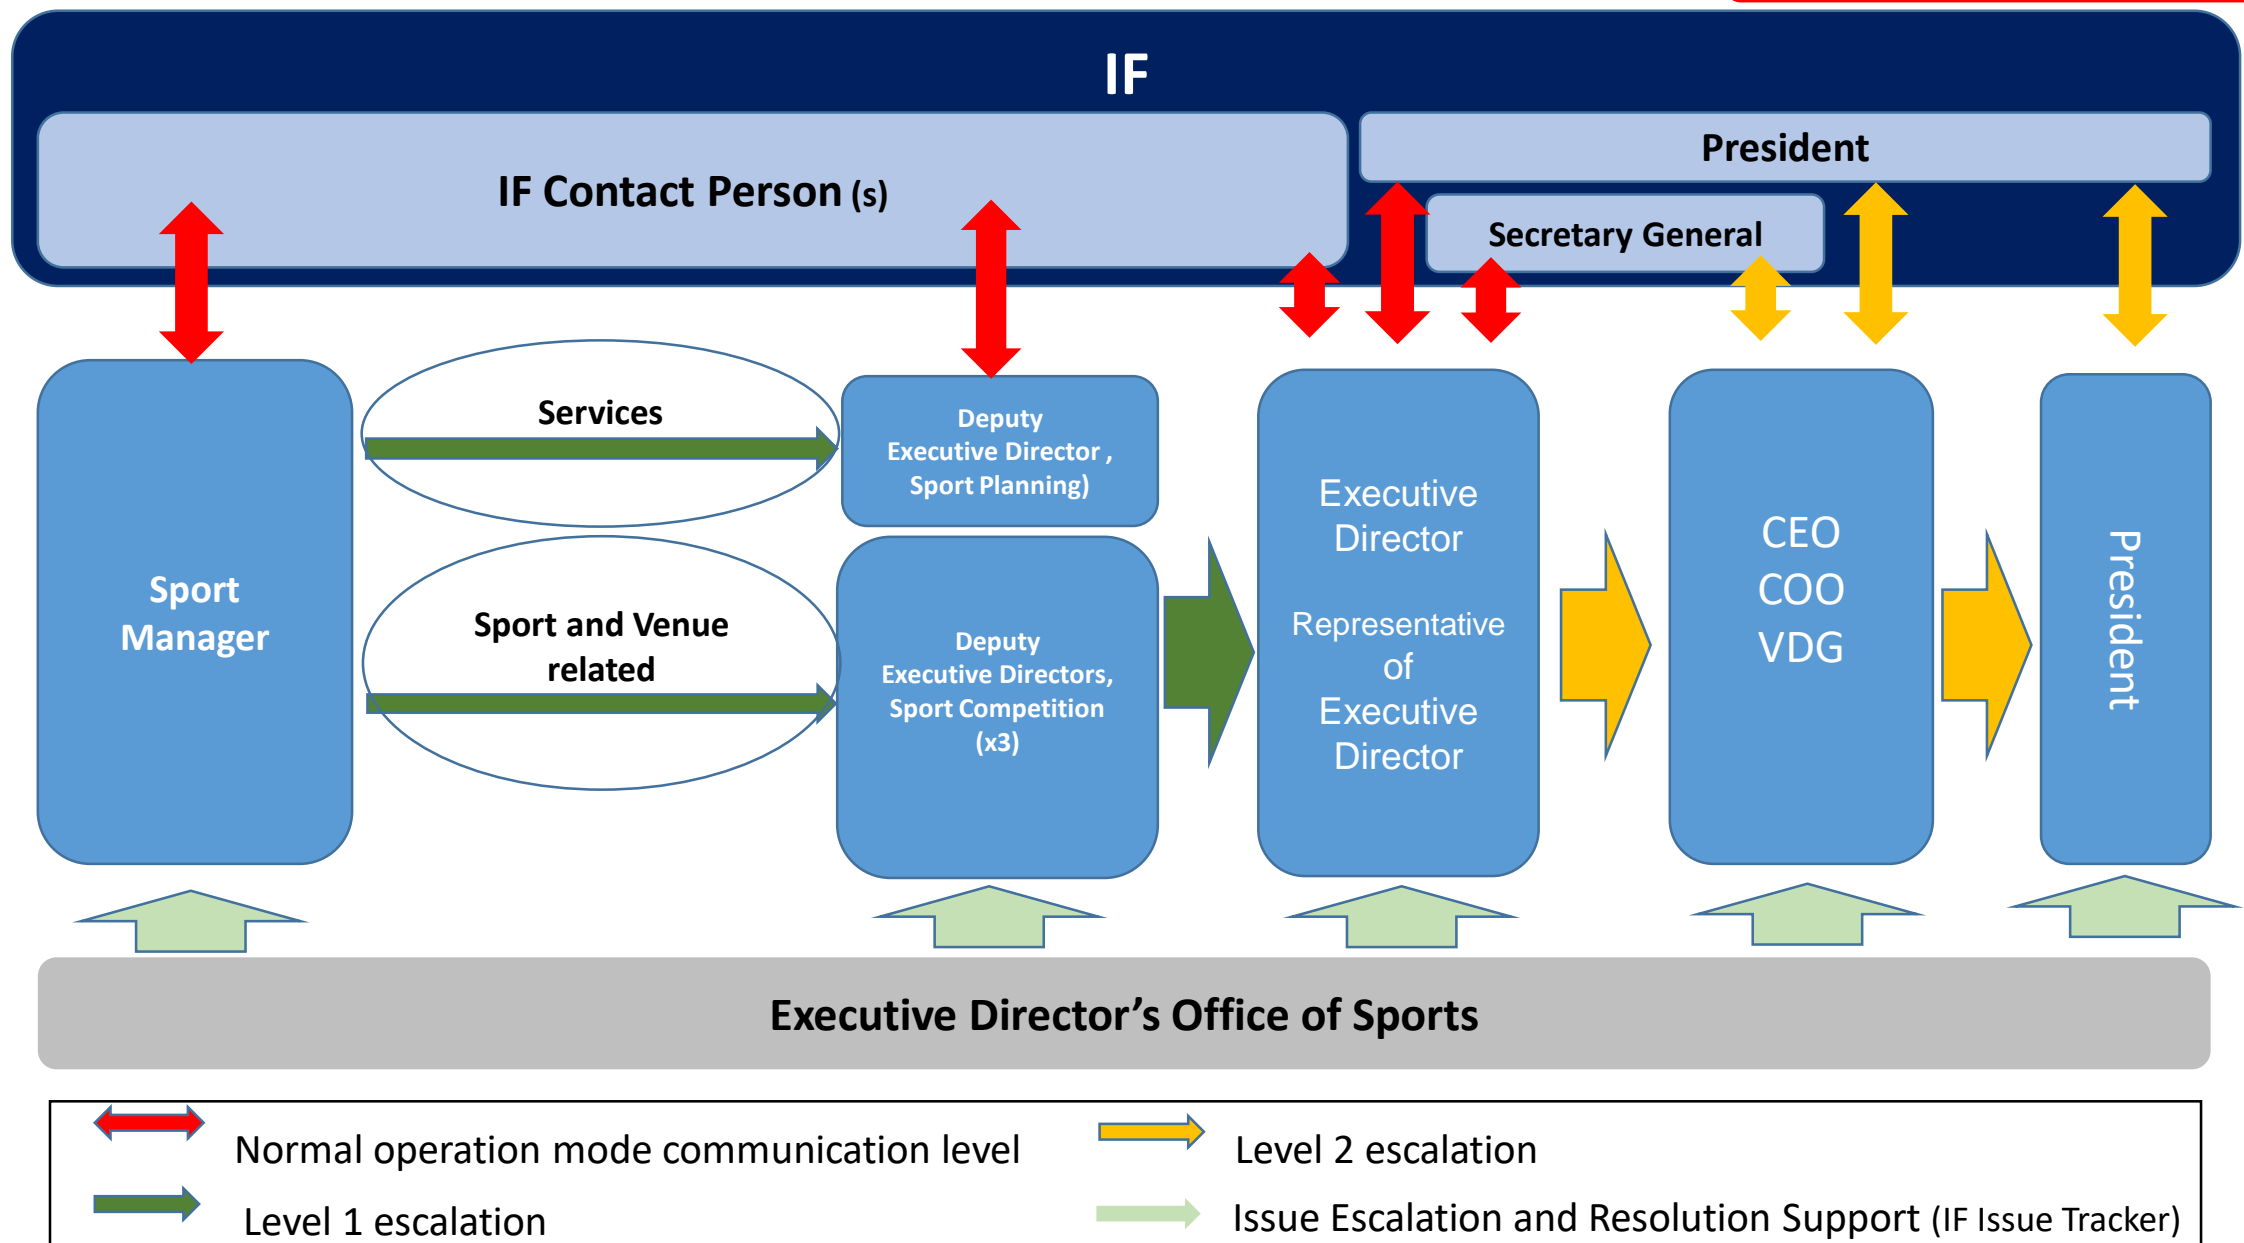 IF
IF Contact Person (s)
President
Secretary General
Sport
Manager
Services
Sport and Venue
related
Deputy
Executive Director ,
Sport Planning)
Deputy
Executive Directors,
Sport Competition
(x3)
Executive
Director
Representative
of
Executive
Director
CEO
COO
VDG
President
Executive Director’s Office of Sports
Normal operation mode communication level
Level 2 escalation
Level 1 escalation
Issue Escalation and Resolution Support (IF Issue Tracker)